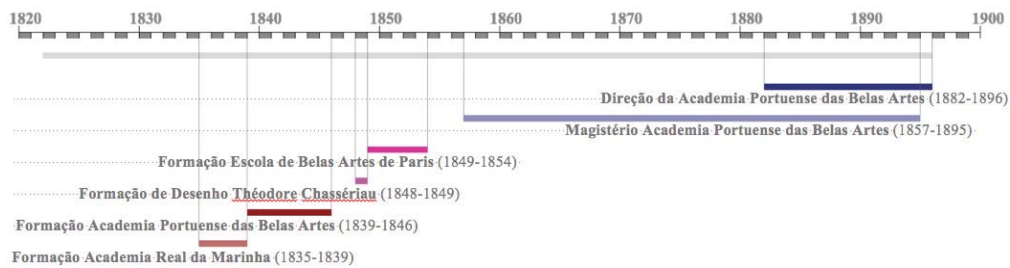 1820 1830 1840 1850 1860 1870 1880 1890 1900
Direção da Academia Portuense das Belas Artes (1882-1896)
Magistério Academia Portuense das Belas Artes (1857-1895)
Formação Escola de Belas Artes de Paris (1849-1854)
Formação de Desenho Théodore Chassériau (1848-1849)
Formação Academia Portuense das Belas Artes (1839-1846)
Formação Academia Real da Marinha (1835-1839)